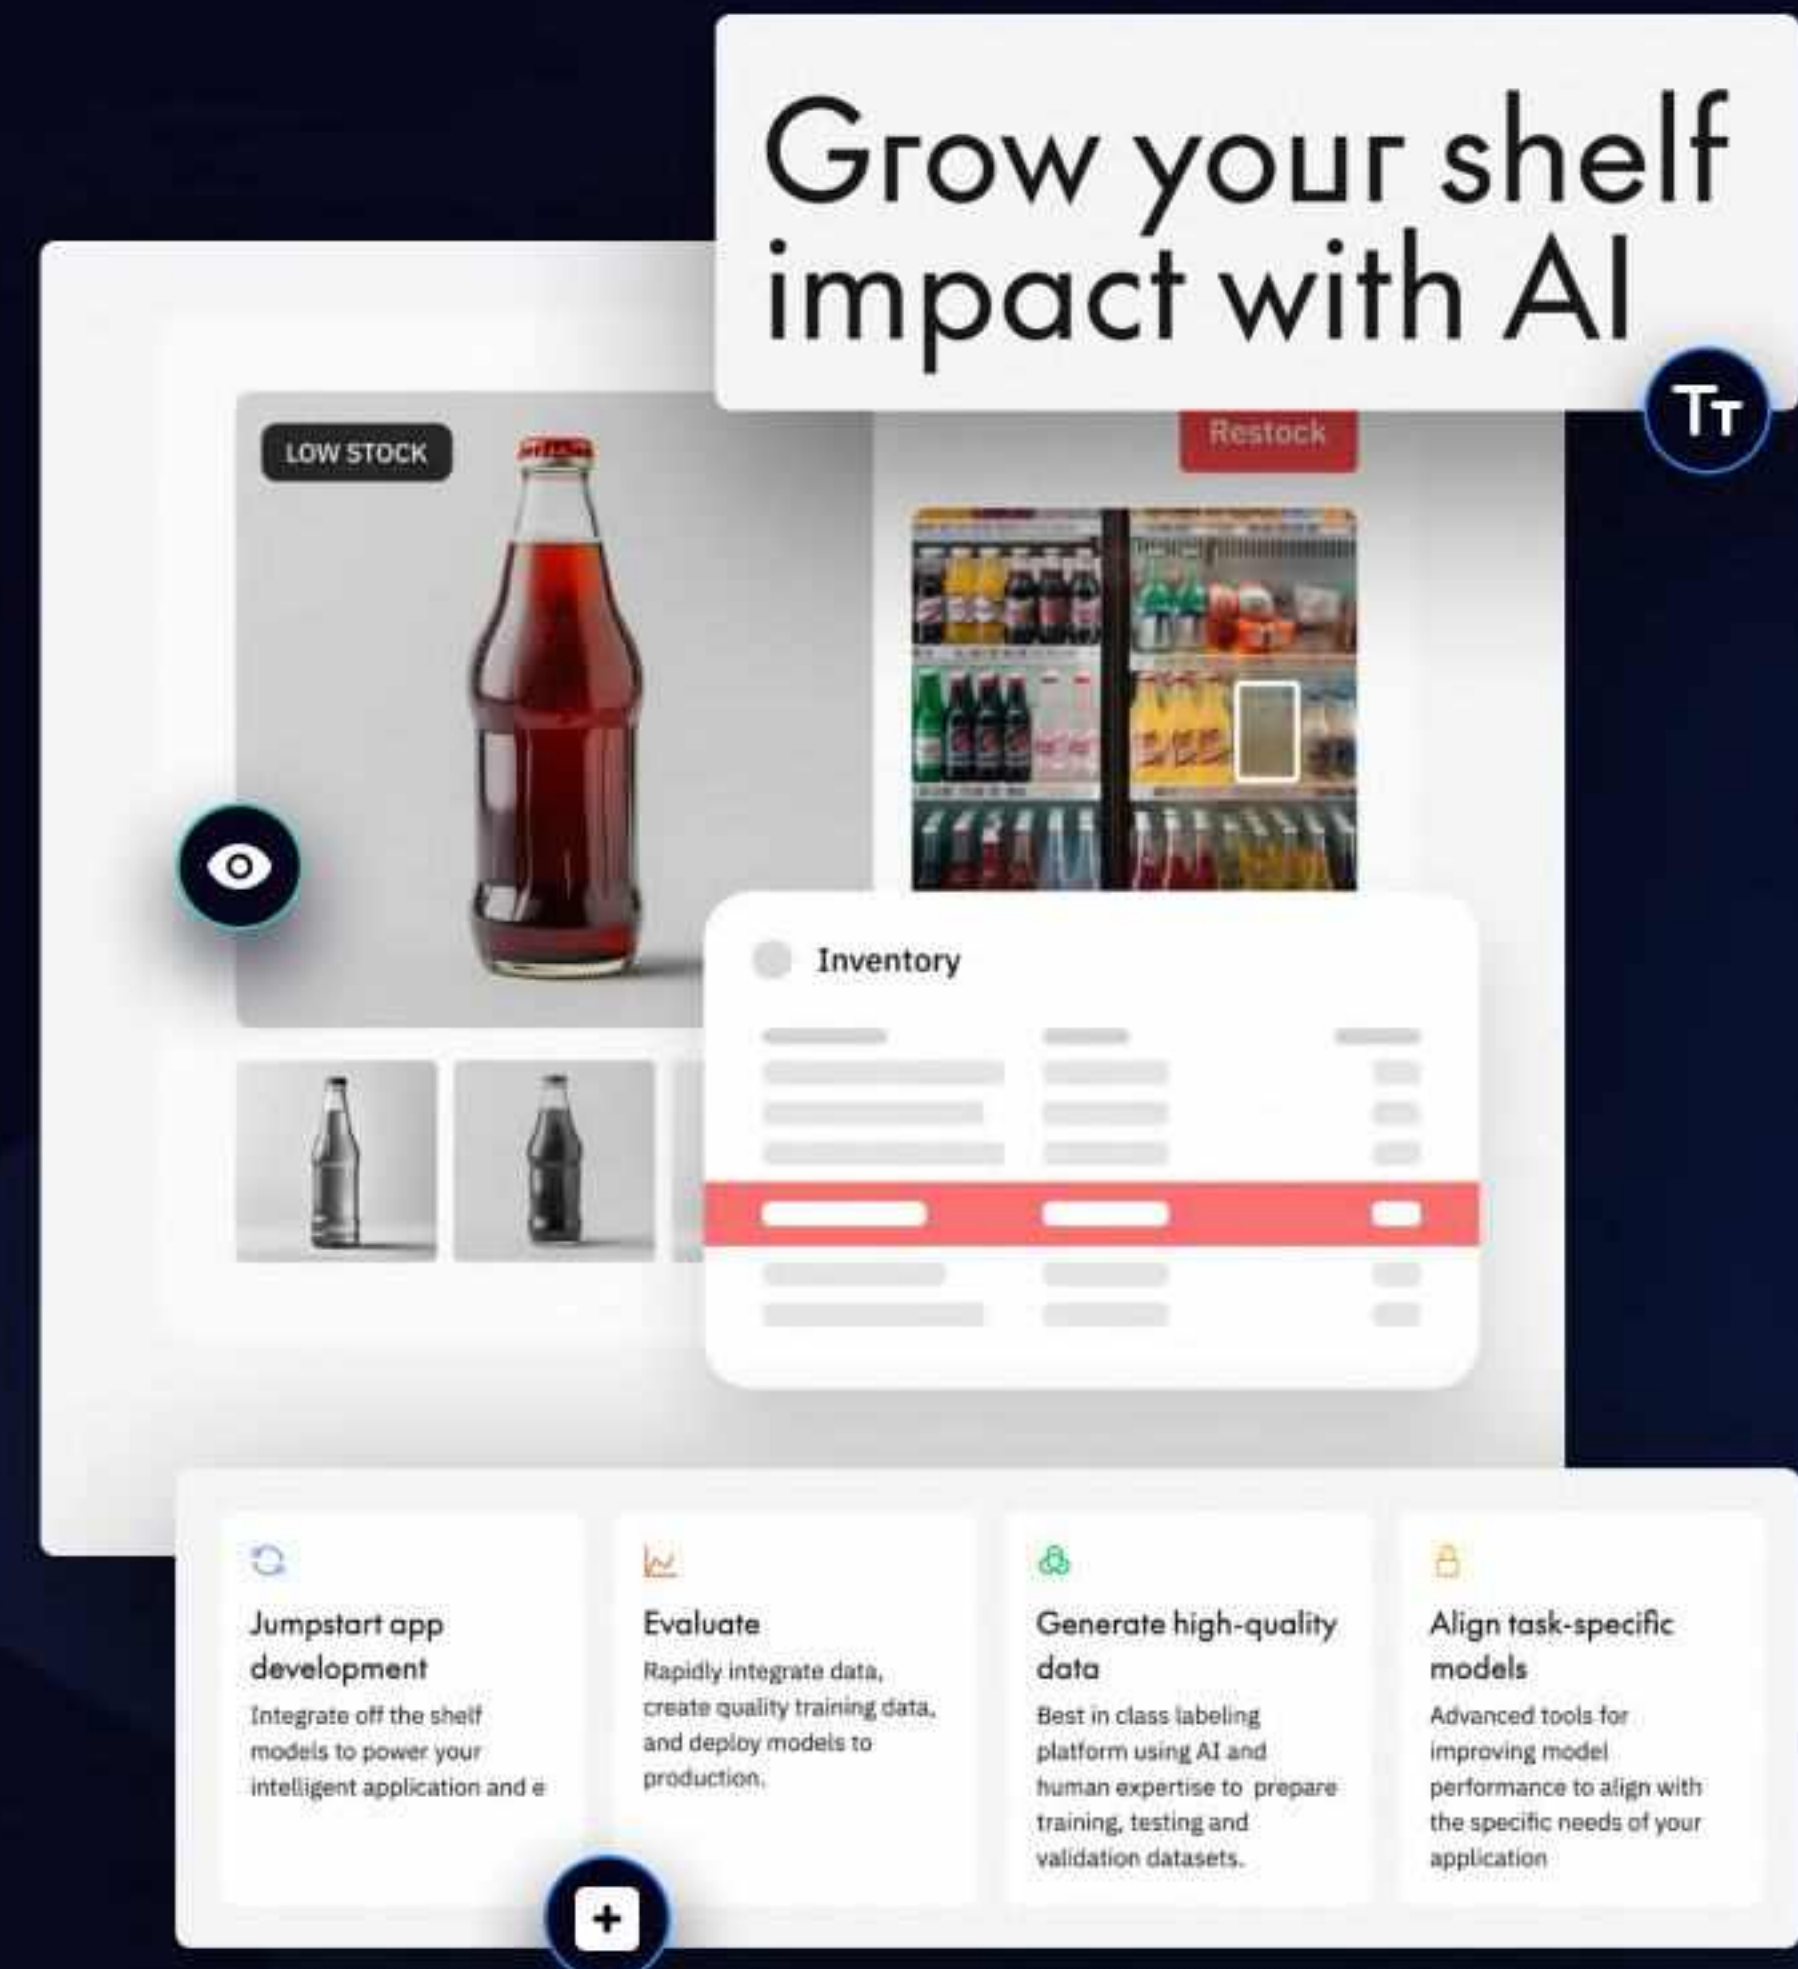 Grow your shelf
impact with AI
LOW STOCK
Restock
Inventory
Jumpstart app
development
Integrate off the shelf
models to power your
intelligent application and e
Evaluate
Rapidly integrate data,
create quality training data,
and deploy models to
production.
Generate high-quality
data
Best in class labeling
platform using AI and
human expertise to  prepare
training, testing and
validation datasets.
Align task-specific
models
Advanced tools for
improving model
performance to align with
the specific needs of your
application
Tт